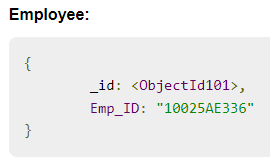 Employee:
{
_id: <ObjectId101>,
Emp_ID: "10025AE336"
}